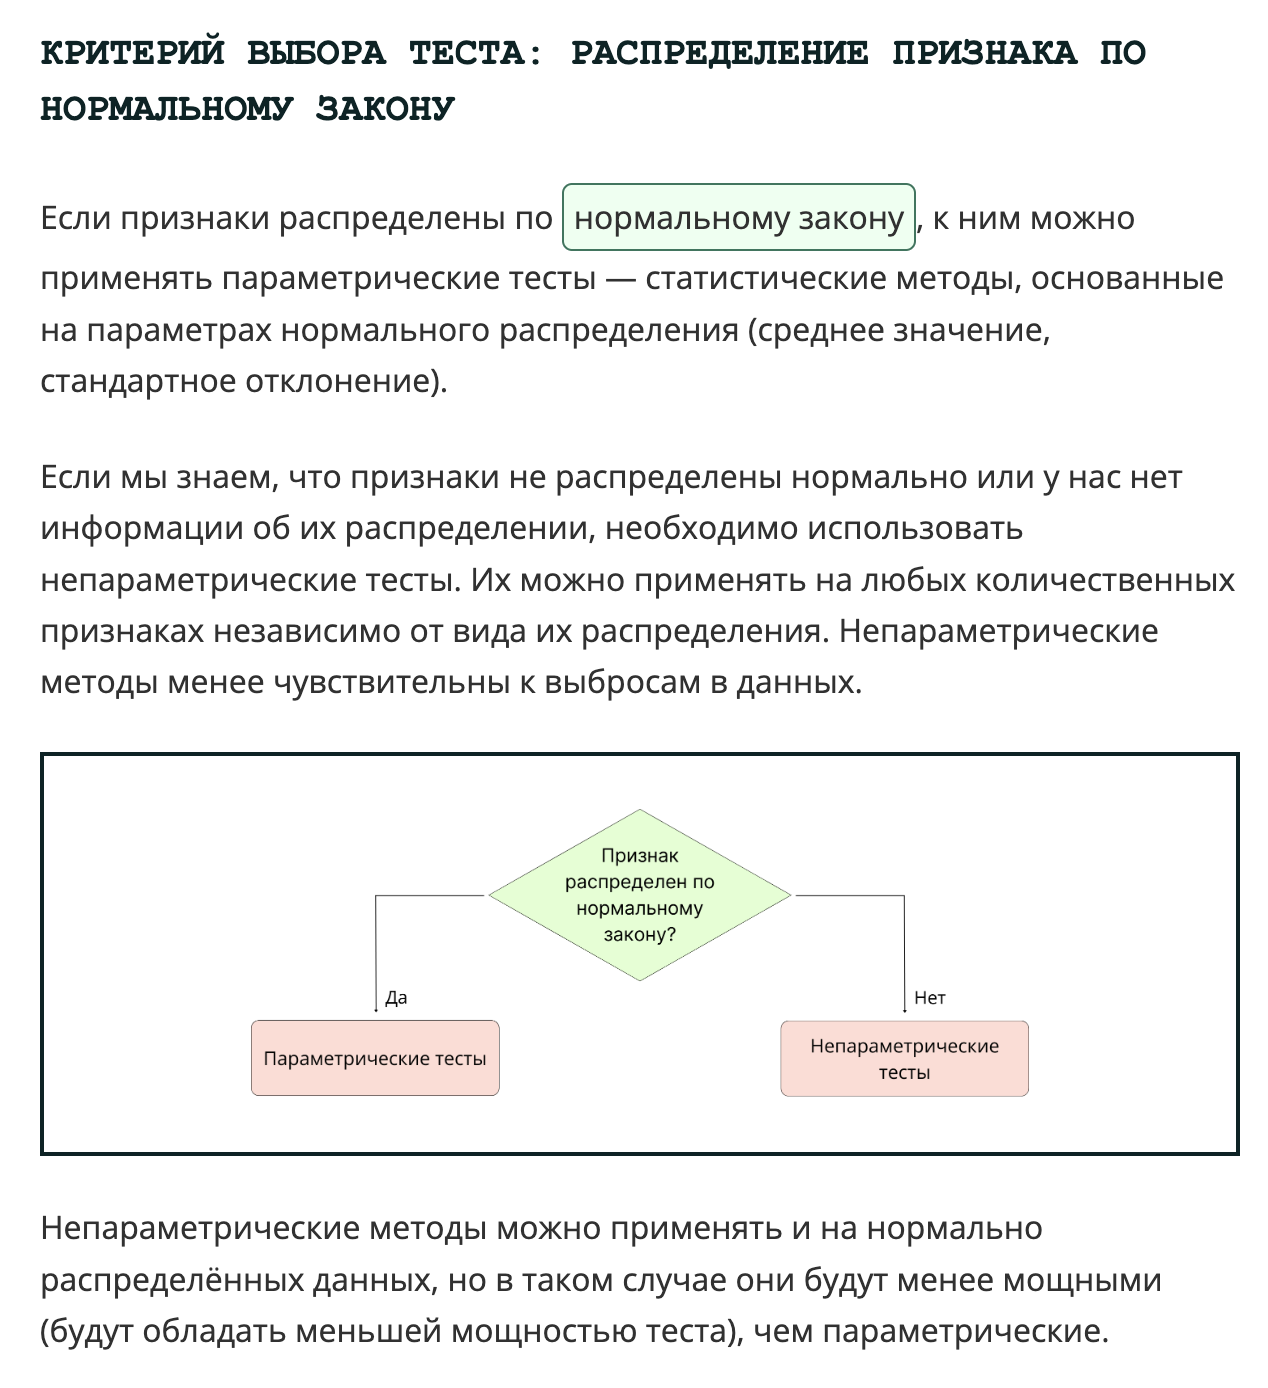 КРИТЕРИЙ ВЫБОРА ТЕСТА: РАСПРЕДЕЛЕНИЕ ПРИЗНАКА ПО
НОРМАЛЬНОМУ ЗАКОНУ
Если признаки распределены по нормальному закону, к ним можно
применять параметрические тесты — статистические методы, основанные
на параметрах нормального распределения (среднее значение,
стандартное отклонение).
Если мы знаем, что признаки не распределены нормально или у нас нет
информации об их распределении, необходимо использовать
непараметрические тесты. Их можно применять на любых количественных
признаках независимо от вида их распределения. Непараметрические
методы менее чувствительны к выбросам в данных.
Признак
распределен по
нормальному
закону?
Да
Нет
Параметрические тесты
Непараметрические
тесты
Непараметрические методы можно применять и на нормально
распределённых данных, но в таком случае они будут менее мощными
(будут обладать меньшей мощностью теста), чем параметрические.